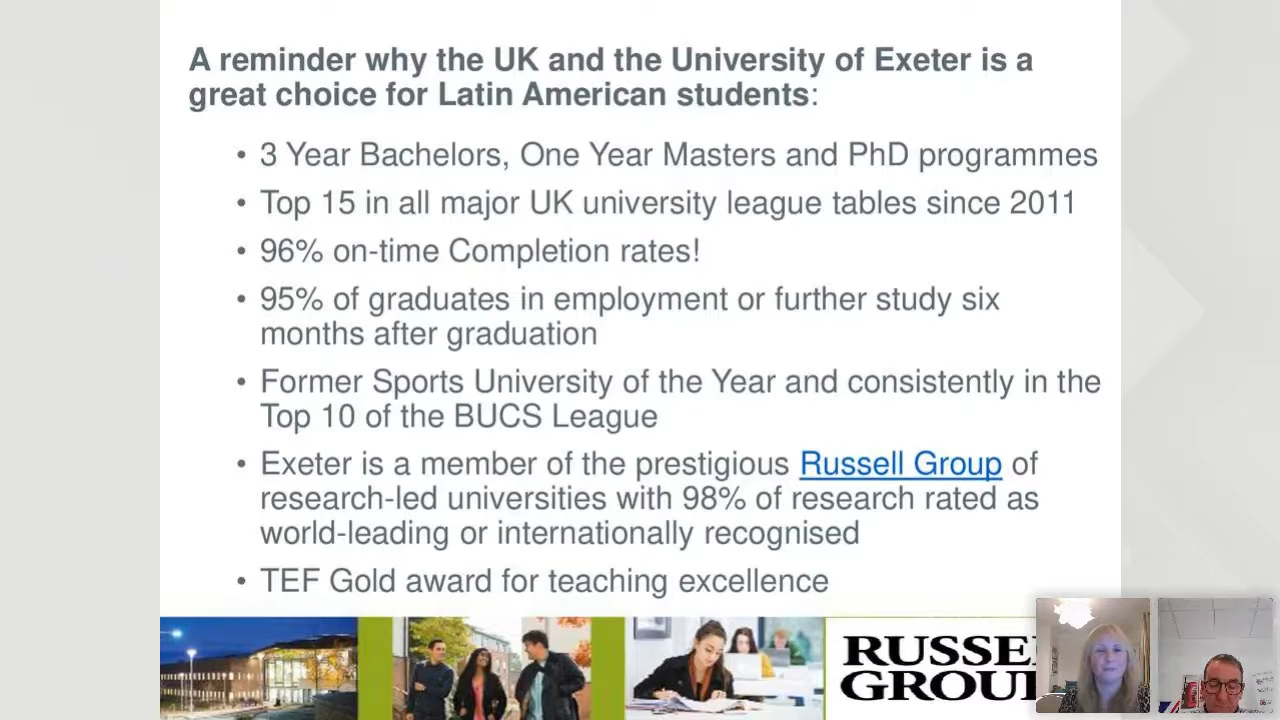 A reminder why the UK and the University of Exeter is a
great choice for Latin American students:
• 3 Year Bachelors, One Year Masters and PhD programmes
• Top 15 in all major UK university league tables since 2011
• 96% on-time Completion rates!
• 95% of graduates in employment or further study six
months after graduation
• Former Sports University of the Year and consistently in the
Top 10 of the BUCS League
• Exeter is a member of the prestigious Russell Group of
research-led universities with 98% of research rated as
world-leading or internationally recognised
• TEF Gold award for teaching excellence
RUSSE
GROU